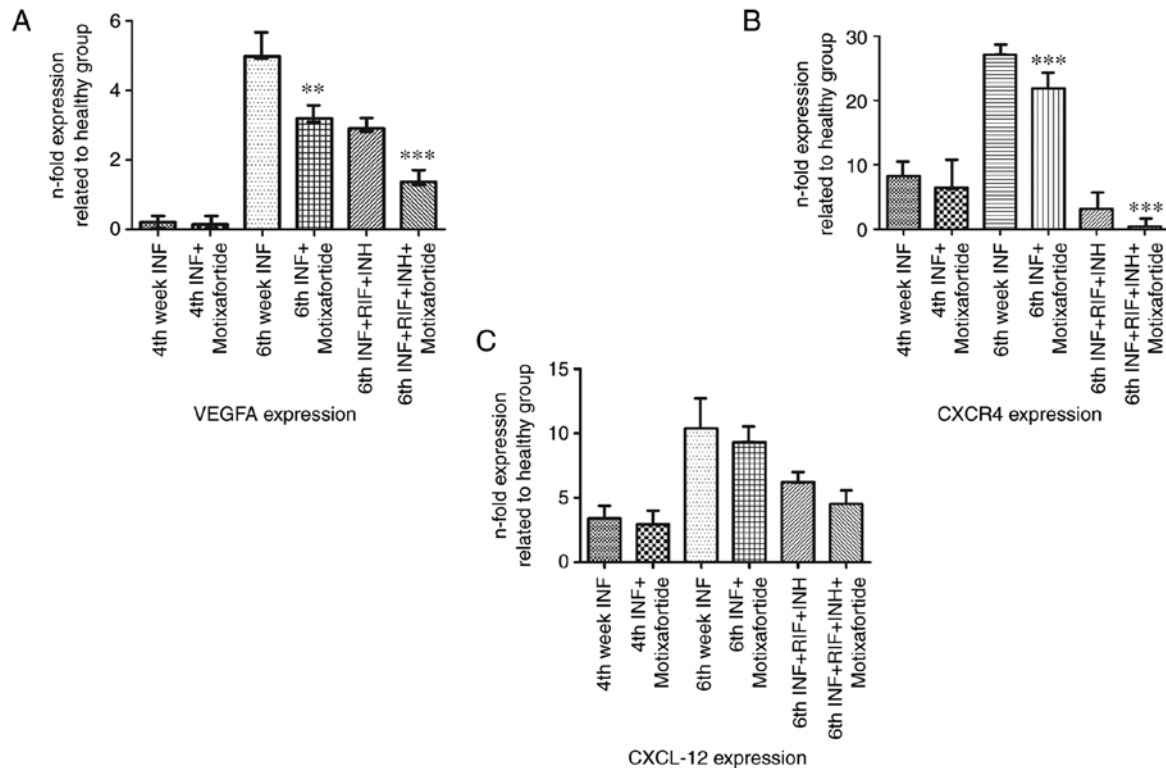 A
n-fold expression
related to healthy group
6
4
2
0
**
***
4th week INF
4th INF+
Motixafortide
6th week INF
6th INF+
Motixafortide
6th INF+RIF+INH
6th INF+RIF+INH+
Motixafortide
VEGFA expression
B
n-fold expression
related to healthy group
30
20
10
0
***
***
4th week INF
4th INF+
Motixafortide
6th week INF
6th INF+
Motixafortide
6th INF+RIF+INH
6th INF+RIF+INH+
Motixafortide
CXCR4 expression
C
n-fold expression
related to healthy group
15
10
5
0
4th week INF
4th INF+
Motixafortide
6th week INF
6th INF+
Motixafortide
6th INF+RIF+INH
6th INF+RIF+INH+
Motixafortide
CXCL-12 expression